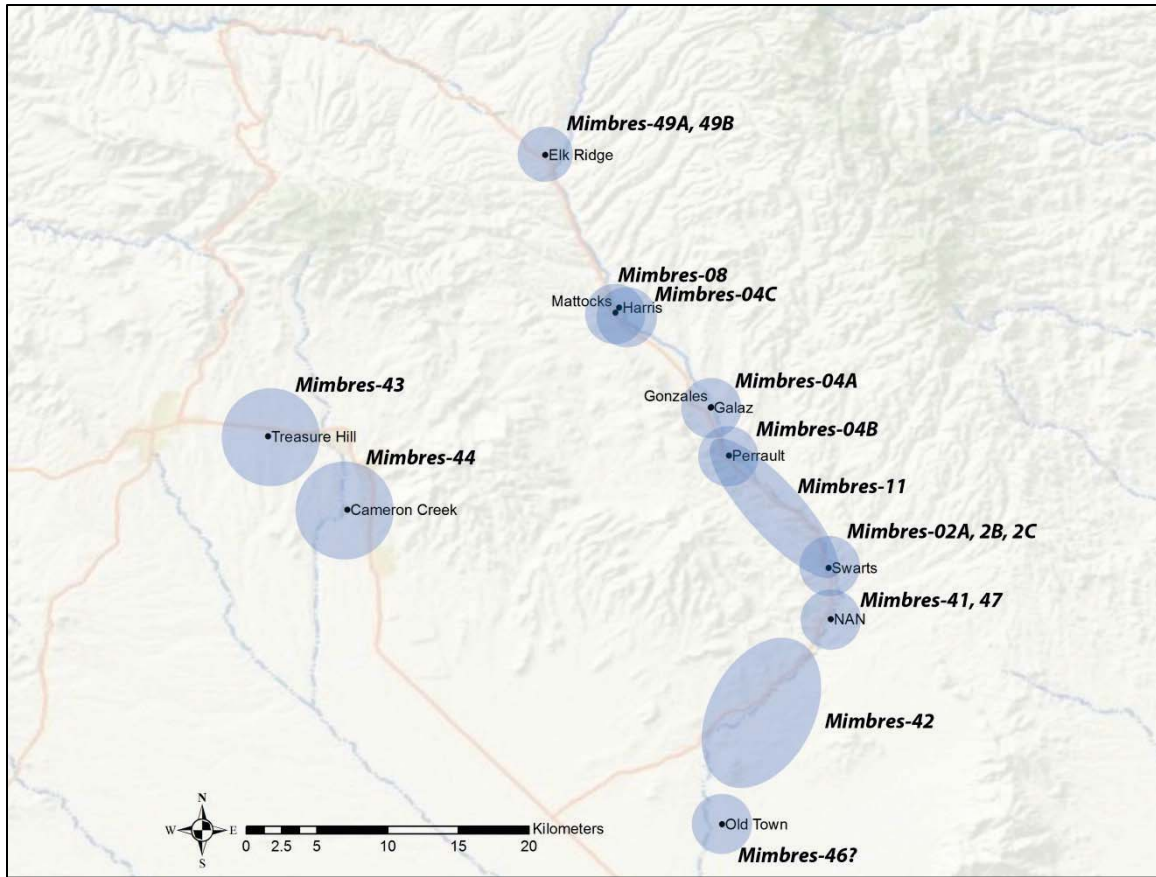 Mimbres-49A, 49B
Elk Ridge
Mimbres-08
Mattocks
Harris
Mimbres-04C
Mimbres-43
Treasure Hill
Mimbres-04A
Gonzales
Galaz
Mimbres-04B
Perrault
Mimbres-44
Cameron Creek
Mimbres-11
Mimbres-02A, 2B, 2C
Swarts
Mimbres-41, 47
NAN
Mimbres-42
Old Town
Mimbres-46?
N
W E
S
Kilometers
0 2.5 5 10 15 20